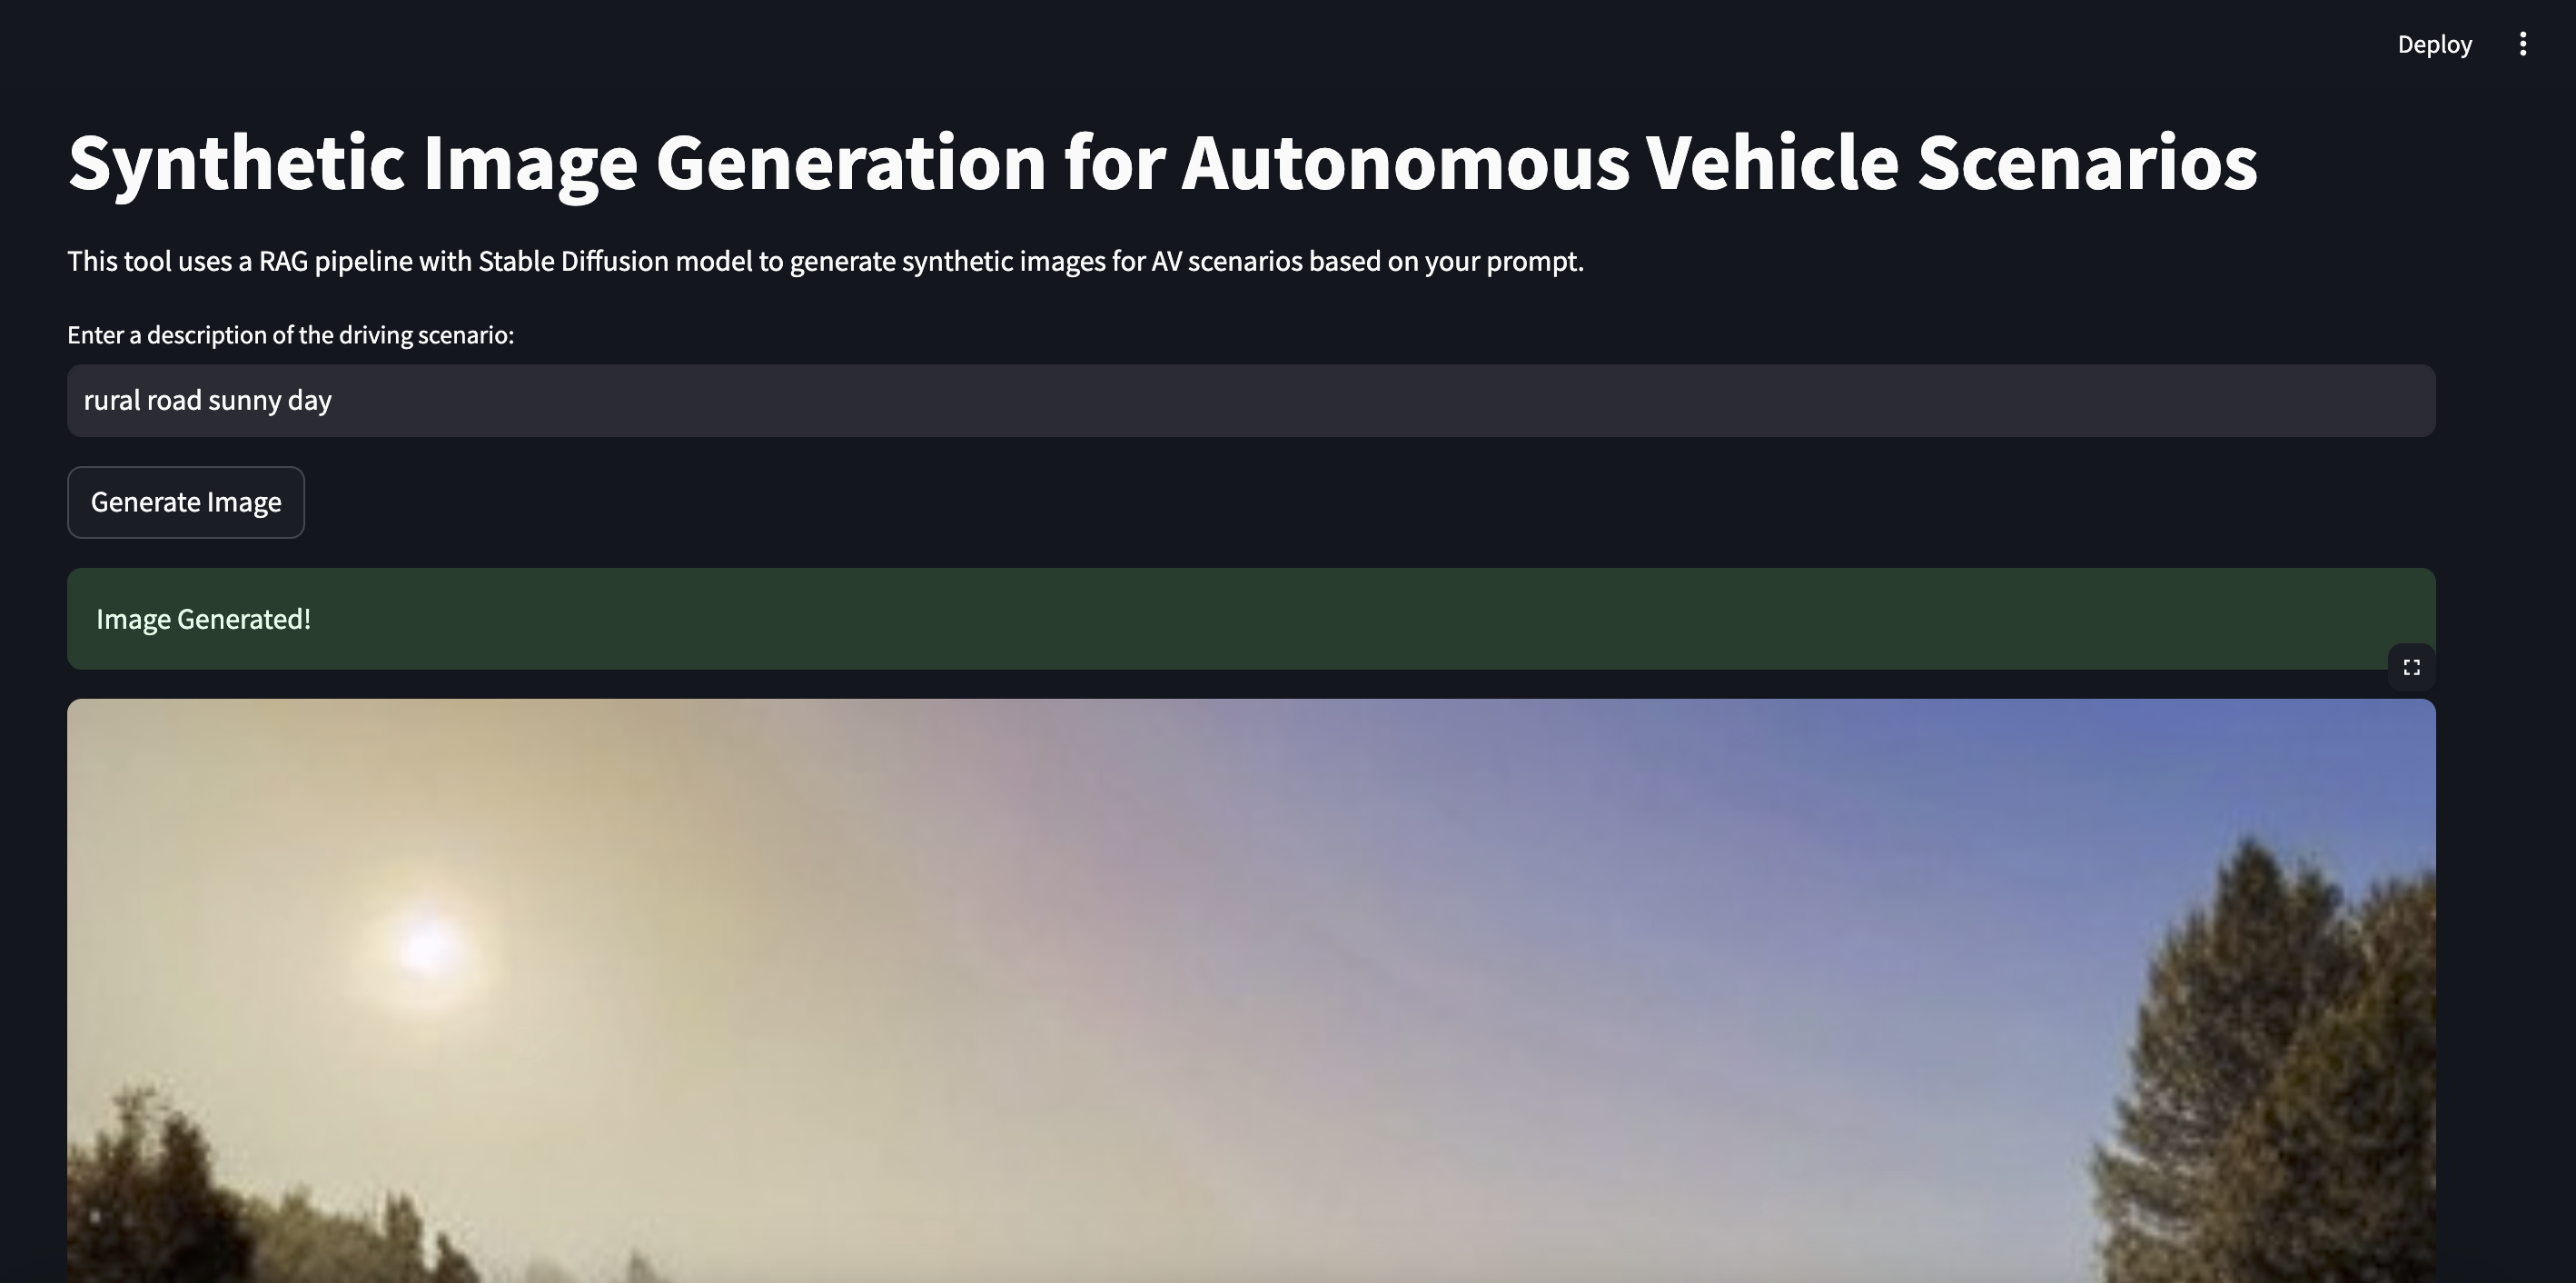 Deploy
Synthetic Image Generation for Autonomous Vehicle Scenarios
This tool uses a RAG pipeline with Stable Diffusion model to generate synthetic images for AV scenarios based on your prompt.
Enter a description of the driving scenario:
rural road sunny day
Generate Image
Image Generated!